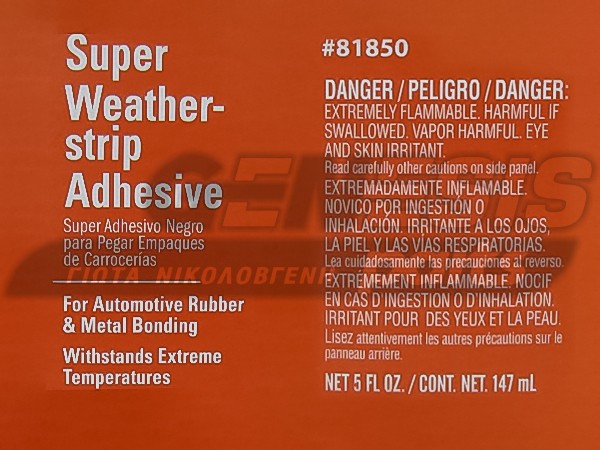 Super
Weather-
strip
Adhesive
Super Adhesivo Negro
para Pegar Empaques
de Carrocerías
For Automotive Rubber
& Metal Bonding
Withstands Extreme
Temperatures
#81850
DANGER / PELIGRO / DANGER:
EXTREMELY FLAMMABLE. HARMFUL IF
SWALLOWED. VAPOR HARMFUL. EYE
AND SKIN IRRITANT.
Read carefully other cautions on side panel.
EXTREMADAMENTE INFLAMABLE.
NOVICO POR INGESTIÓN O
INHALACIÓN. IRRITANTE A LOS OJOS,
LA PIEL Y LAS VÍAS RESPIRATORIAS.
Lea cuidadosamente las precauciones al reverso.
EXTRÉMEMENT INFLAMMABLE. NOCIF
EN CAS D'INGESTION O D'INHALATION.
IRRITANT POUR DES YEUX ET LA PEAU.
Lisez attentivement les autres précautions sur le
panneau arrière.
NET 5 FL OZ. / CONT. NET. 147 mL
ΓΙΩΤΑ ΝΙΚΟΛΟΒΓΕΝΗ